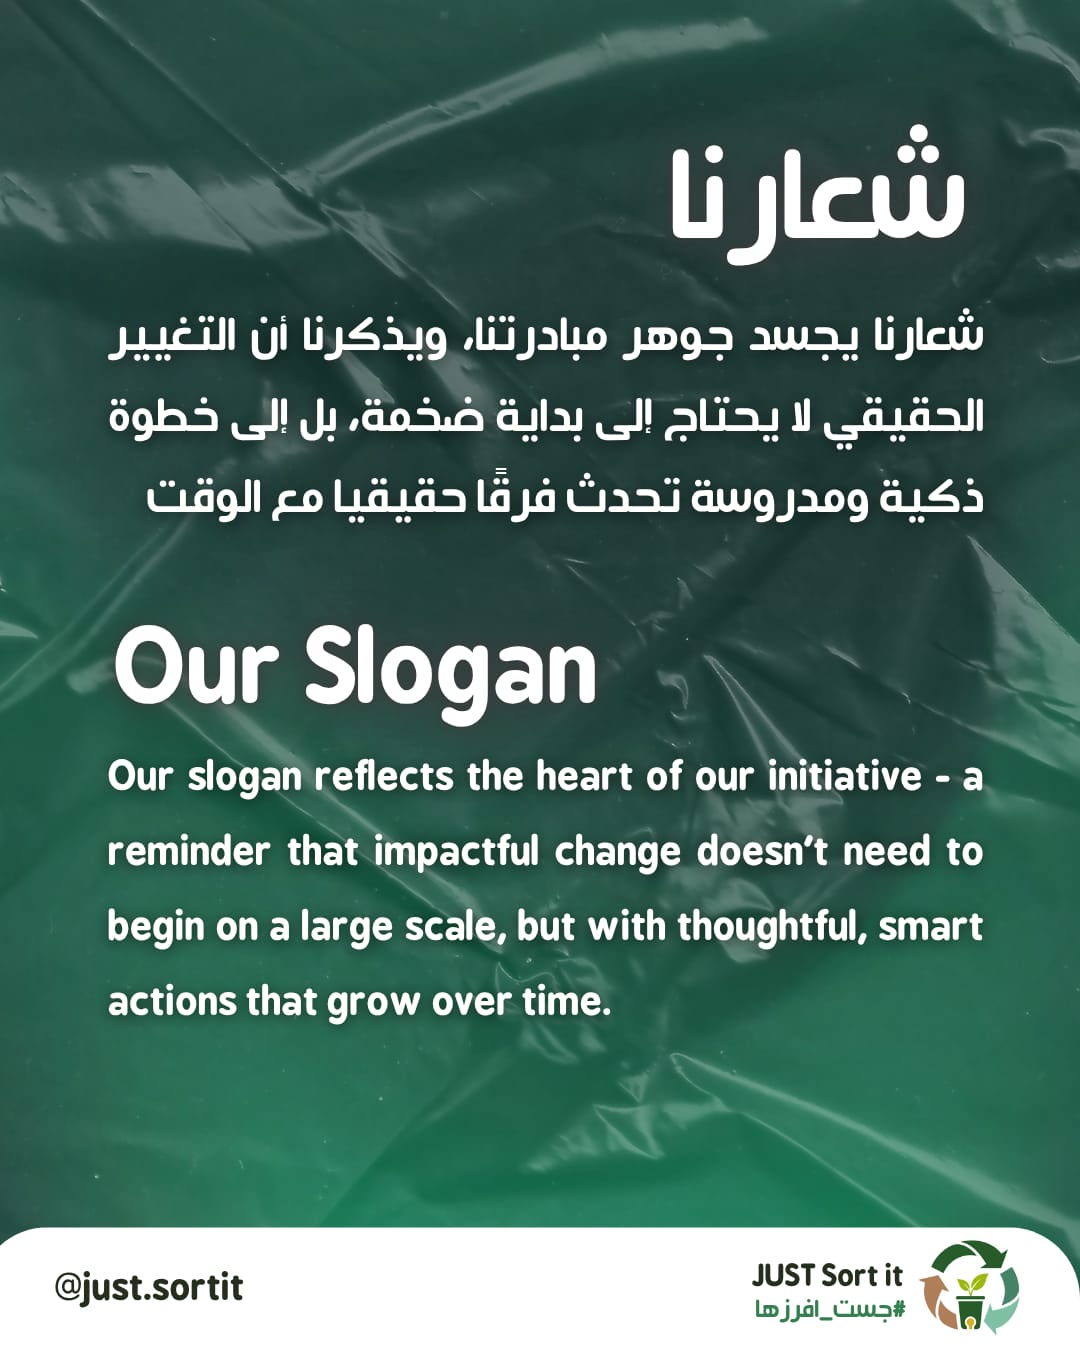 شعارنا
شعارنا يجسد جوهر مبادرتنا، ويذكرنا أن التغيير
الحقيقي لا يحتاج إلى بداية ضخمة، بل إلى خطوة
ذكية ومدروسة تحدث فرقًا حقيقيا مع الوقت
Our Slogan
Our slogan reflects the heart of our initiative - a
reminder that impactful change doesn't need to
begin on a large scale, but with thoughtful, smart
actions that grow over time.
@just.sortit
JUST Sort it
#جست_افرزها